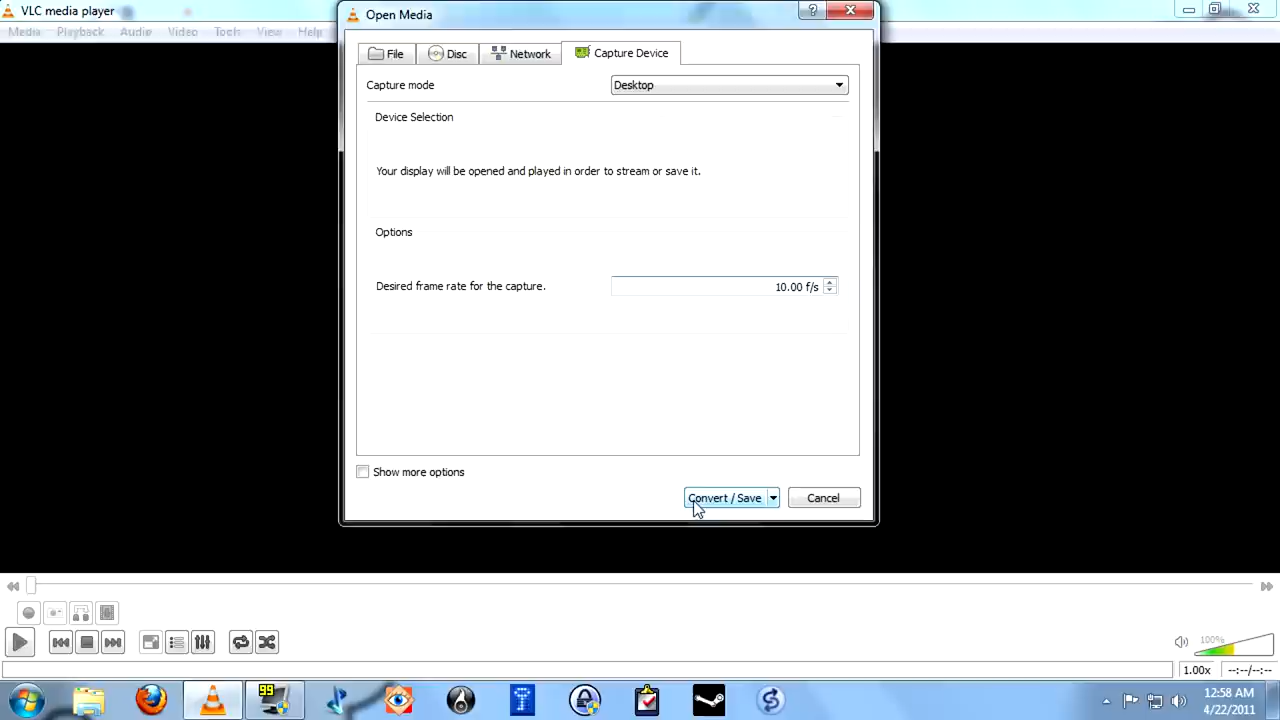 VLC media player
Media Playback Audio Video Tools View Help
Open Media
File Disc Network Capture Device
Capture mode Desktop
Device Selection
Your display will be opened and played in order to stream or save it.
Options
Desired frame rate for the capture. 10.00 f/s
Show more options
Convert / Save Cancel
100%
1.00x --:--/--:--
99
T
12:58 AM
4/22/2011